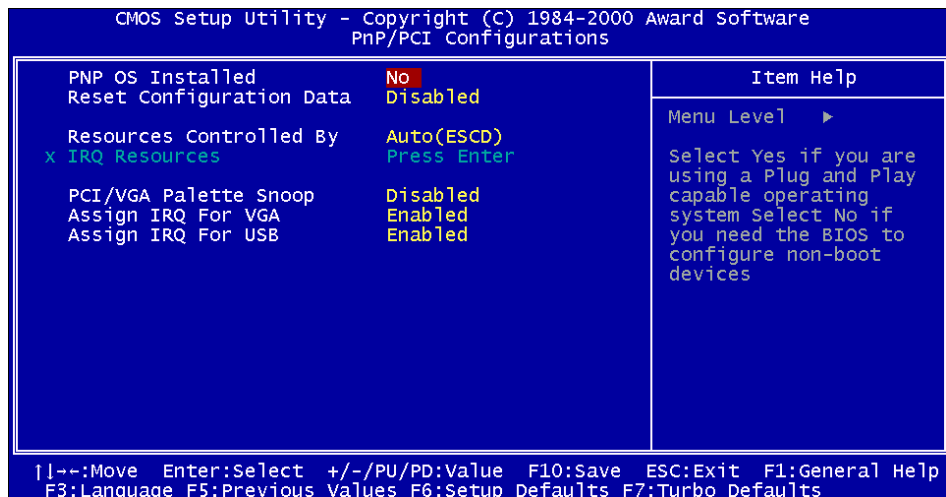 CMOS Setup Utility - Copyright (C) 1984-2000 Award Software
PnP/PCI Configurations
PNP OS Installed No
Reset Configuration Data Disabled
Resources Controlled By Auto(ESCD)
x IRQ Resources Press Enter
PCI/VGA Palette Snoop Disabled
Assign IRQ For VGA Enabled
Assign IRQ For USB Enabled
Item Help
Menu Level ►
Select Yes if you are
using a Plug and Play
capable operating
system Select No if
you need the BIOS to
configure non-boot
devices
↑↓→←:Move Enter:Select +/-/PU/PD:Value F10:Save ESC:Exit F1:General Help
F3:Language F5:Previous Values F6:Setup Defaults F7:Turbo Defaults